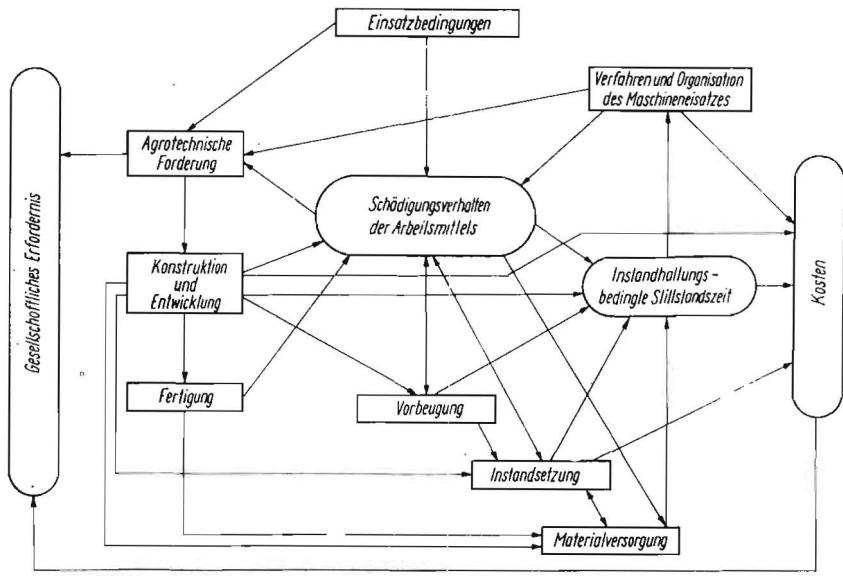 Einsatzbedingungen
Verfahren und Organisation
des Maschineneisatzes
Agrotechnische
Forderung
Schädigungsverhalten
der Arbeitsmittels
Gesellschaftliches Erfordernis
Konstruktion
und
Entwicklung
Instandhaltungs-
bedingte Stillstandszeit
Kosten
Fertigung
Vorbeugung
Instandsetzung
Materialversorgung